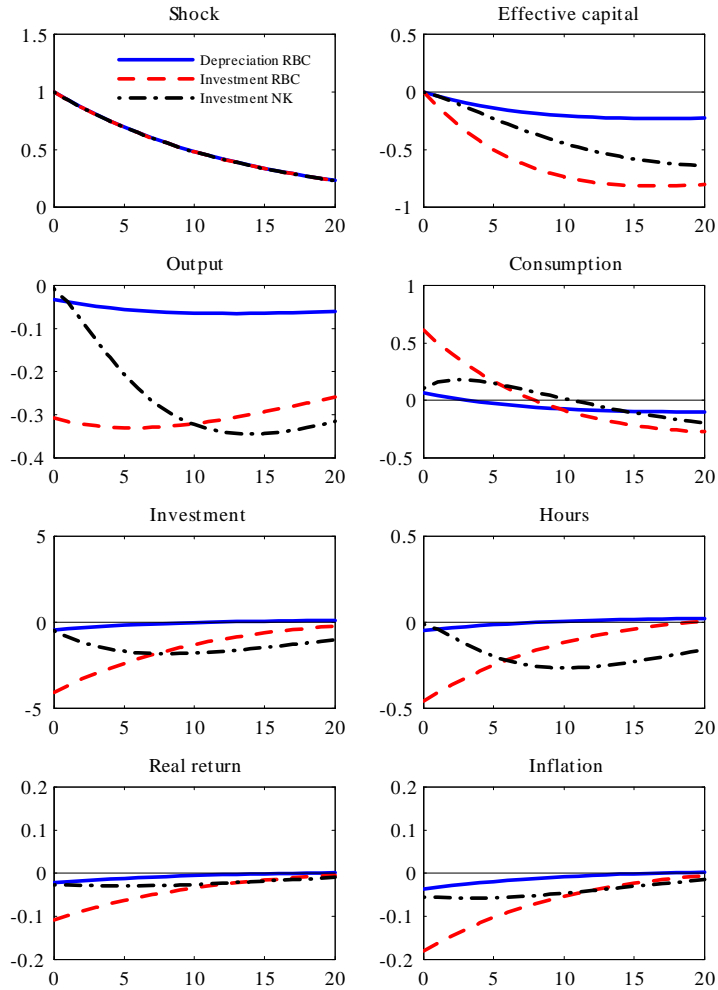 Shock
Effective capital
1.5
1
0.5
0
0 5 10 15 20
Depreciation RBC
Investment RBC
Investment NK
0.5
0
-0.5
-1
0 5 10 15 20
Output
Consumption
0
-0.1
-0.2
-0.3
-0.4
0 5 10 15 20
1
0.5
0
-0.5
0 5 10 15 20
Investment
Hours
5
0
-5
0 5 10 15 20
0.5
0
-0.5
0 5 10 15 20
Real return
Inflation
0.2
0.1
0
-0.1
-0.2
0 5 10 15 20
0.2
0.1
0
-0.1
-0.2
0 5 10 15 20